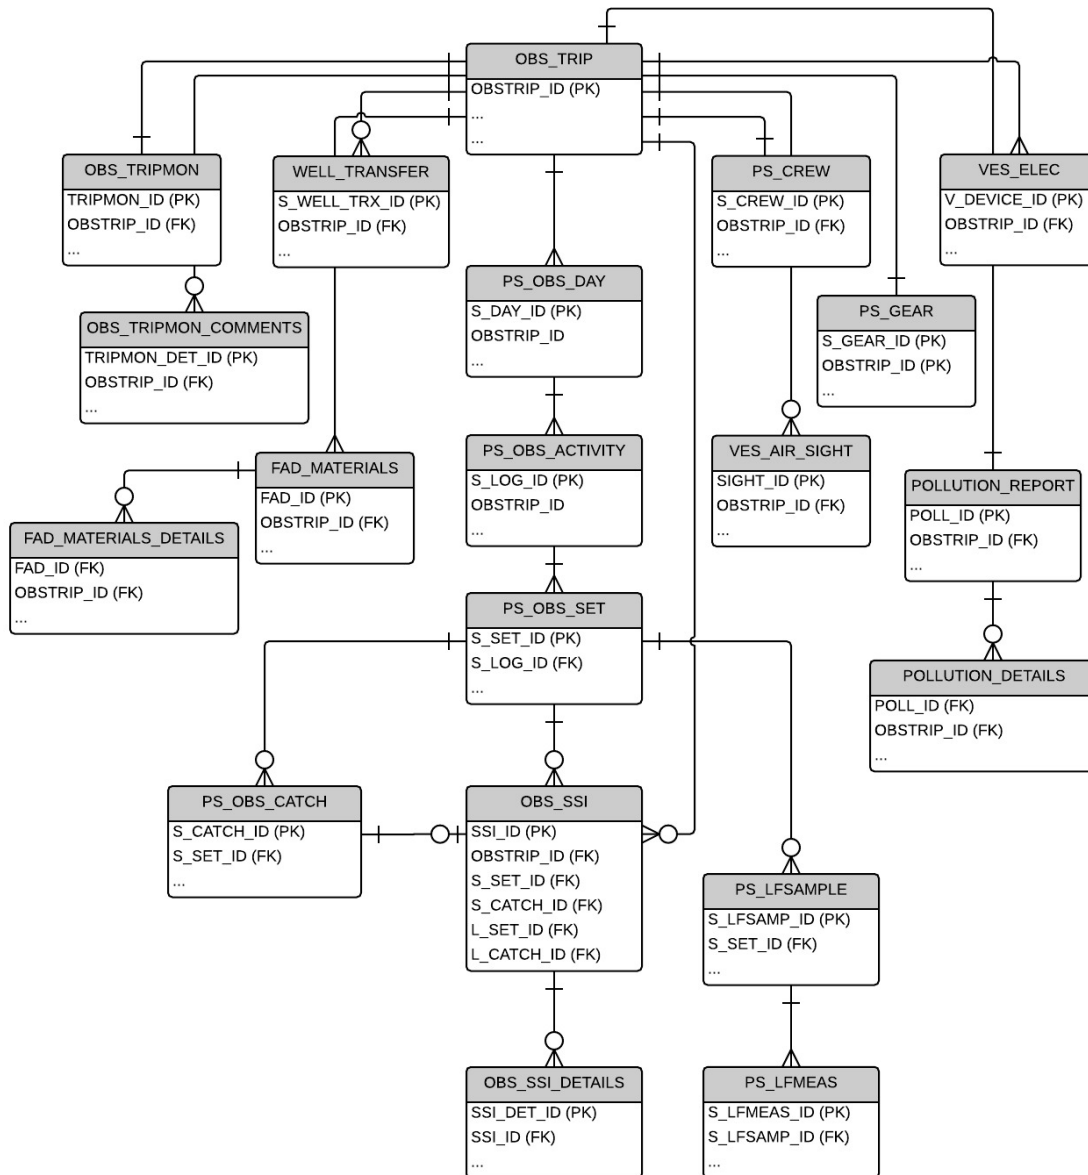 OBS_TRIP
OBSTRIP_ID (PK)
...
...
OBS_TRIPMON
TRIPMON_ID (PK)
OBSTRIP_ID (FK)
...
WELL_TRANSFER
S_WELL_TRX_ID (PK)
OBSTRIP_ID (FK)
...
PS_CREW
S_CREW_ID (PK)
OBSTRIP_ID (FK)
...
VES_ELEC
V_DEVICE_ID (PK)
OBSTRIP_ID (FK)
...
PS_OBS_DAY
S_DAY_ID (PK)
OBSTRIP_ID
...
PS_GEAR
S_GEAR_ID (PK)
OBSTRIP_ID (PK)
...
OBS_TRIPMON_COMMENTS
TRIPMON_DET_ID (PK)
OBSTRIP_ID (FK)
...
PS_OBS_ACTIVITY
S_LOG_ID (PK)
OBSTRIP_ID
...
VES_AIR_SIGHT
SIGHT_ID (PK)
OBSTRIP_ID (FK)
...
FAD_MATERIALS
FAD_ID (PK)
OBSTRIP_ID (FK)
...
POLLUTION_REPORT
POLL_ID (PK)
OBSTRIP_ID (FK)
...
FAD_MATERIALS_DETAILS
FAD_ID (FK)
OBSTRIP_ID (FK)
...
PS_OBS_SET
S_SET_ID (PK)
S_LOG_ID (FK)
...
POLLUTION_DETAILS
POLL_ID (FK)
OBSTRIP_ID (FK)
...
PS_OBS_CATCH
S_CATCH_ID (PK)
S_SET_ID (FK)
...
OBS_SSI
SSI_ID (PK)
OBSTRIP_ID (FK)
S_SET_ID (FK)
S_CATCH_ID (FK)
L_SET_ID (FK)
L_CATCH_ID (FK)
PS_LFSAMPLE
S_LFSAMP_ID (PK)
S_SET_ID (FK)
...
OBS_SSI_DETAILS
SSI_DET_ID (PK)
SSI_ID (FK)
...
PS_LFMEAS
S_LFMEAS_ID (PK)
S_LFSAMP_ID (FK)
...